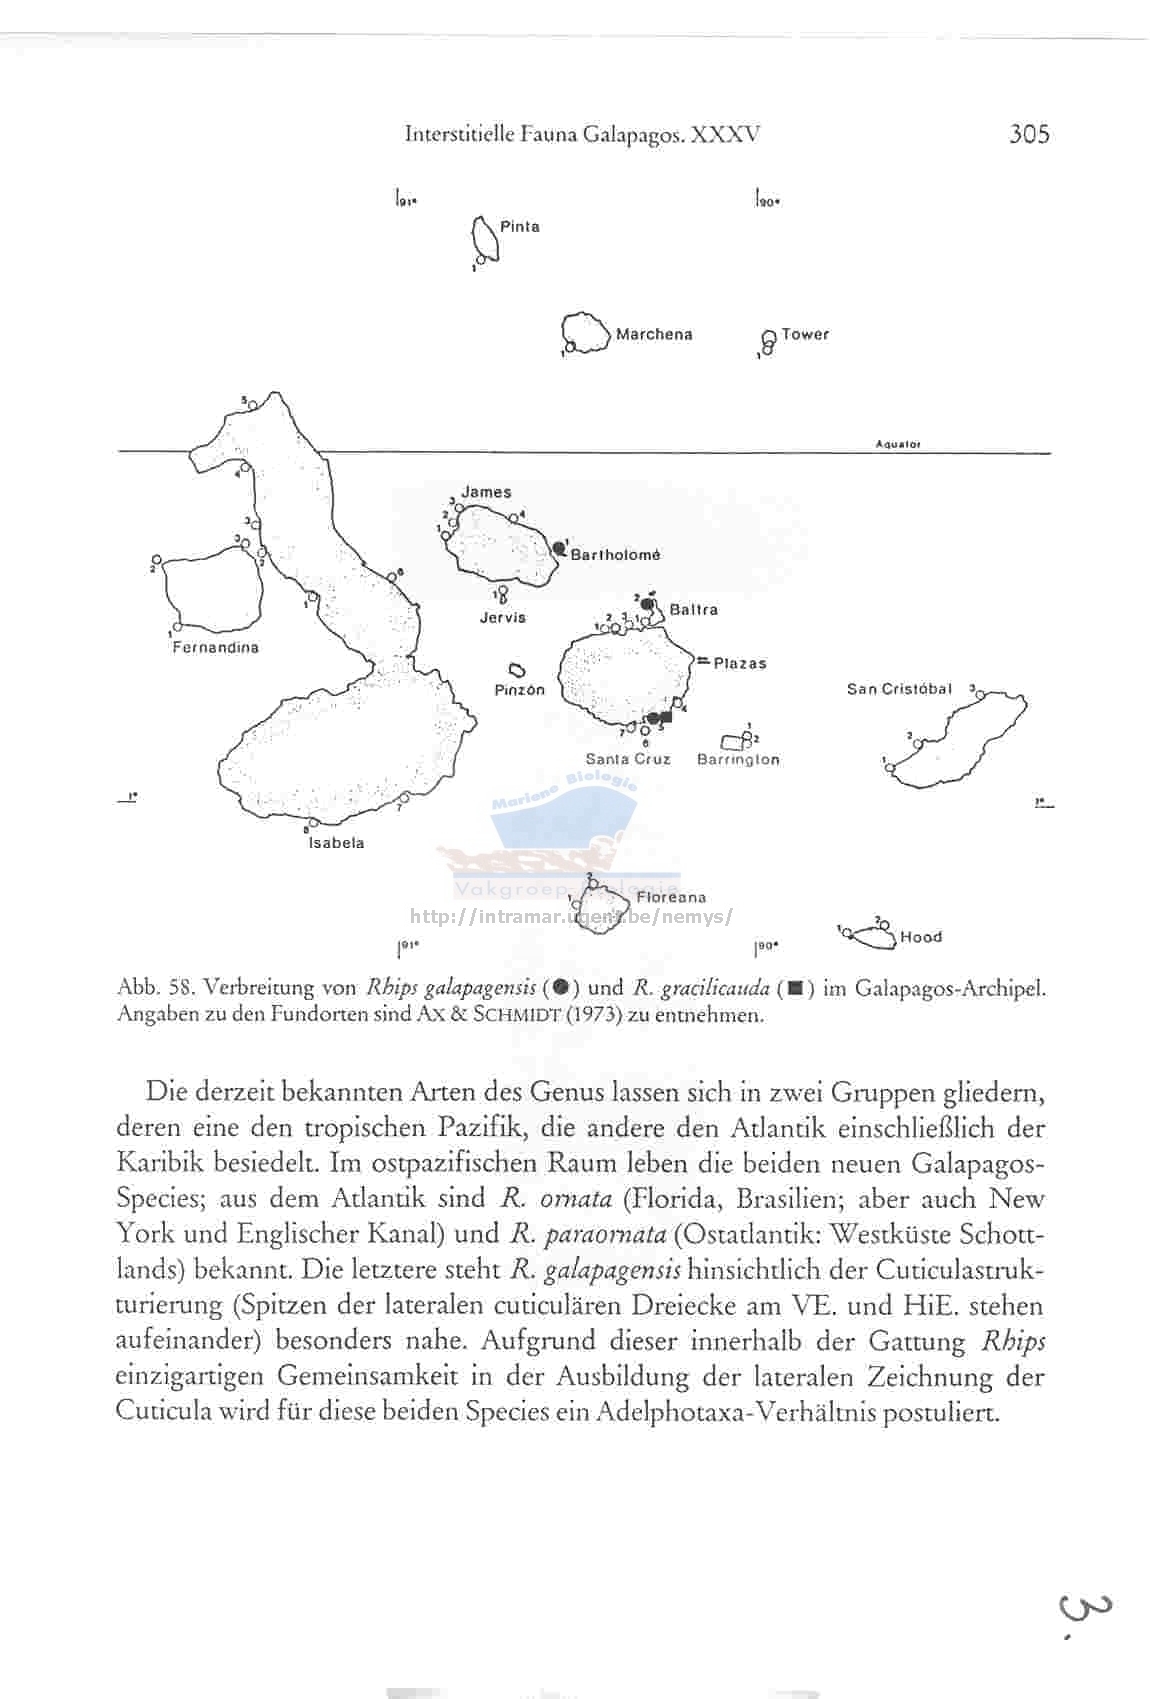 Interstitielle Fauna Galapagos. XXXV 305
91° 90°
Pinta
1
Marchena
1
Tower
1
5
Äquator
4
James
3
2
4
1
3
3
1
Bartholomé
2
2
6
1
1
Jervis
2
Baltra
1 2 3 1
1
Fernandina
Plazas
Pinzón
San Cristóbal 3
4
7 5
6
1
2
2
Santa Cruz Barrington
1
1° 1°
Mariene Biologie
7
8
Isabela
Vakgroep Biologie
2
1
Floreana
http://intramar.ugent.be/nemys/
1 2
Hood
91° 90°
Abb. 58. Verbreitung von Rhips galapagensis (●) und R. gracilicauda (■) im Galapagos-Archipel.
Angaben zu den Fundorten sind Ax & Schmidt (1973) zu entnehmen.
Die derzeit bekannten Arten des Genus lassen sich in zwei Gruppen gliedern,
deren eine den tropischen Pazifik, die andere den Atlantik einschließlich der
Karibik besiedelt. Im ostpazifischen Raum leben die beiden neuen Galapagos-
Species; aus dem Atlantik sind R. ornata (Florida, Brasilien; aber auch New
York und Englischer Kanal) und R. paraornata (Ostatlantik: Westküste Schott-
lands) bekannt. Die letztere steht R. galapagensis hinsichtlich der Cuticulastruk-
turierung (Spitzen der lateralen cuticulären Dreiecke am VE. und HiE. stehen
aufeinander) besonders nahe. Aufgrund dieser innerhalb der Gattung Rhips
einzigartigen Gemeinsamkeit in der Ausbildung der lateralen Zeichnung der
Cuticula wird für diese beiden Species ein Adelphotaxa-Verhältnis postuliert.
3.